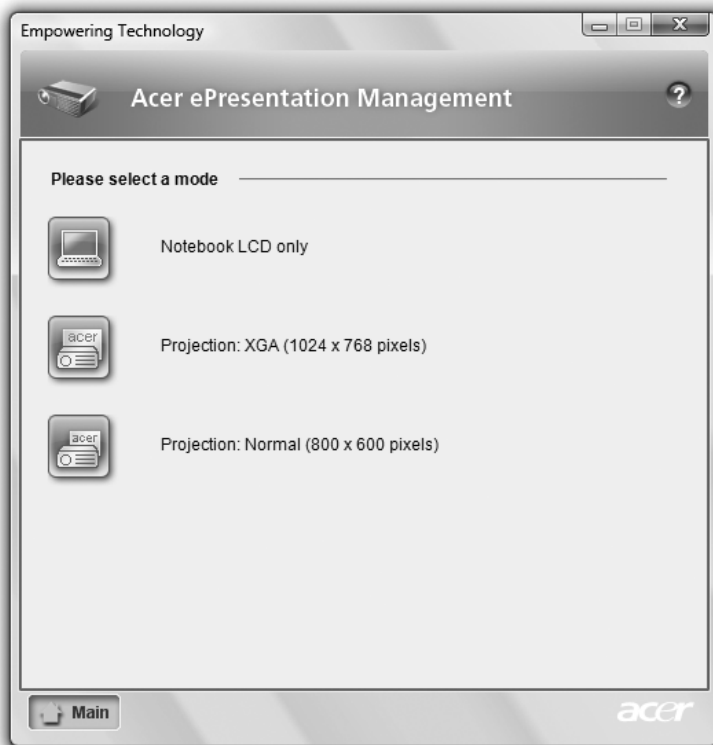 Empowering Technology
Acer ePresentation Management
?
Please select a mode
Notebook LCD only
acer
Projection: XGA (1024 x 768 pixels)
acer
Projection: Normal (800 x 600 pixels)
Main
acer